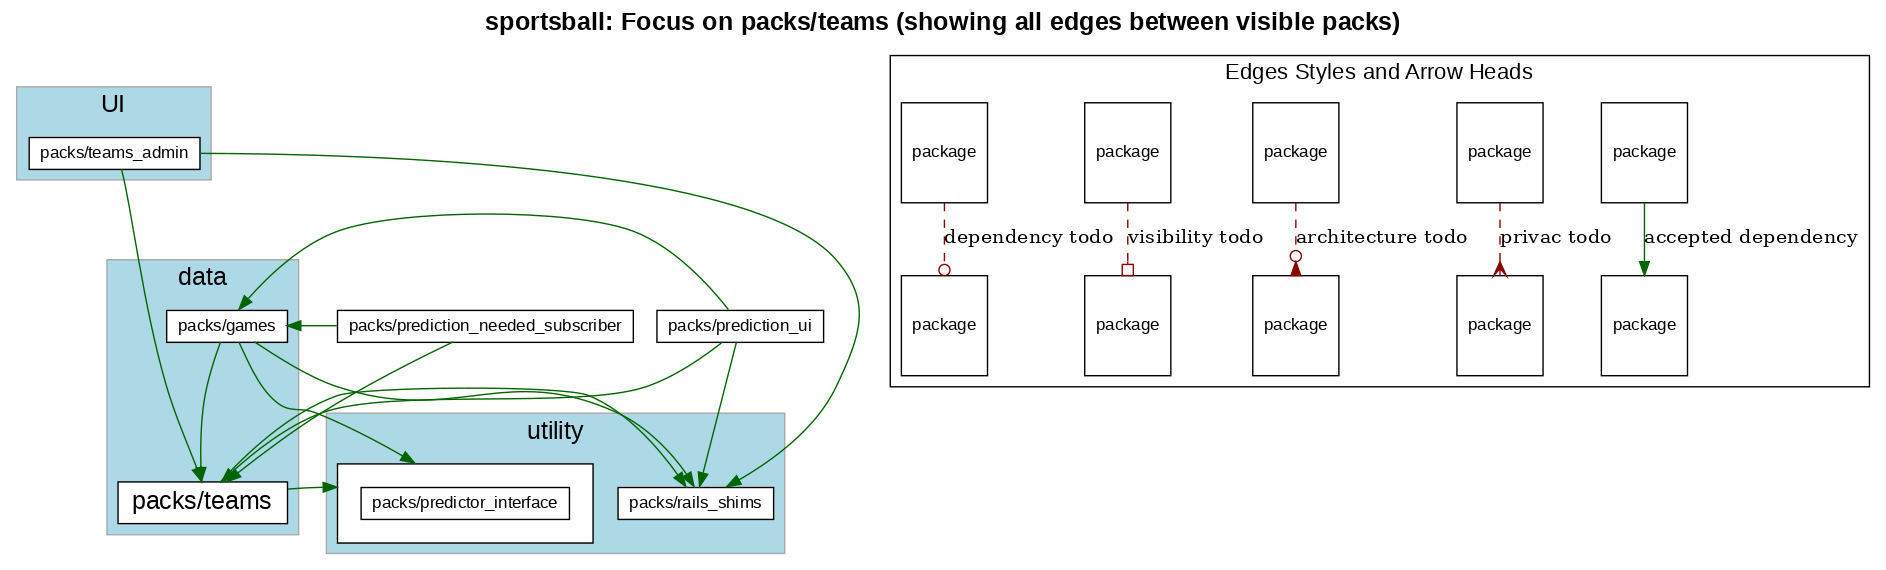 sportsball: Focus on packs/teams (showing all edges between visible packs)
UI
packs/teams_admin
data
packs/games
packs/prediction_needed_subscriber
packs/prediction_ui
packs/teams
utility
packs/predictor_interface
packs/rails_shims
Edges Styles and Arrow Heads
package
package
package
package
package
dependency todo
visibility todo
architecture todo
privac todo
accepted dependency
package
package
package
package
package